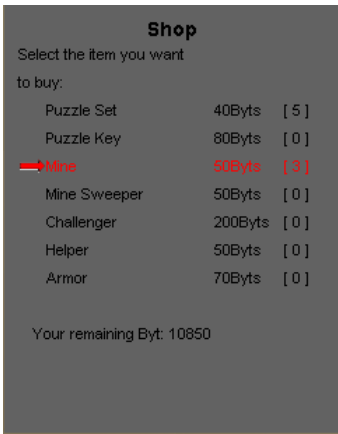 Shop
Select the item you want
to buy:
Puzzle Set 40Byts [ 5 ]
Puzzle Key 80Byts [ 0 ]
Mine 50Byts [ 3 ]
Mine Sweeper 50Byts [ 0 ]
Challenger 200Byts [ 0 ]
Helper 50Byts [ 0 ]
Armor 70Byts [ 0 ]
Your remaining Byt: 10850